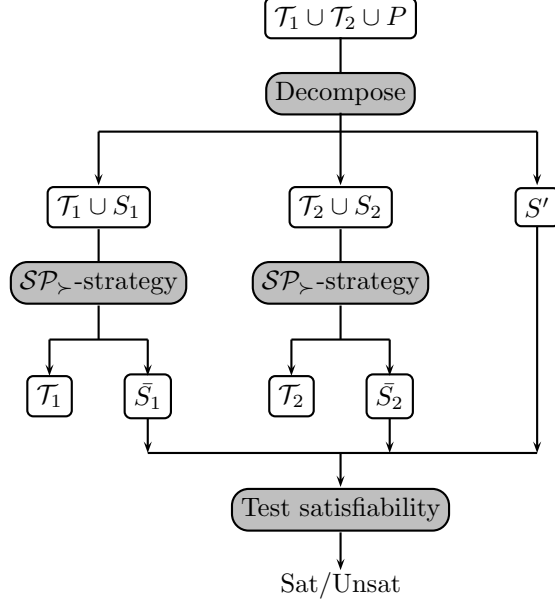 𝒯₁ ∪ 𝒯₂ ∪ P
Decompose
𝒯₁ ∪ S₁
𝒯₂ ∪ S₂
S′
𝒮𝒫≻-strategy
𝒮𝒫≻-strategy
𝒯₁
S̄₁
𝒯₂
S̄₂
Test satisfiability
Sat/Unsat